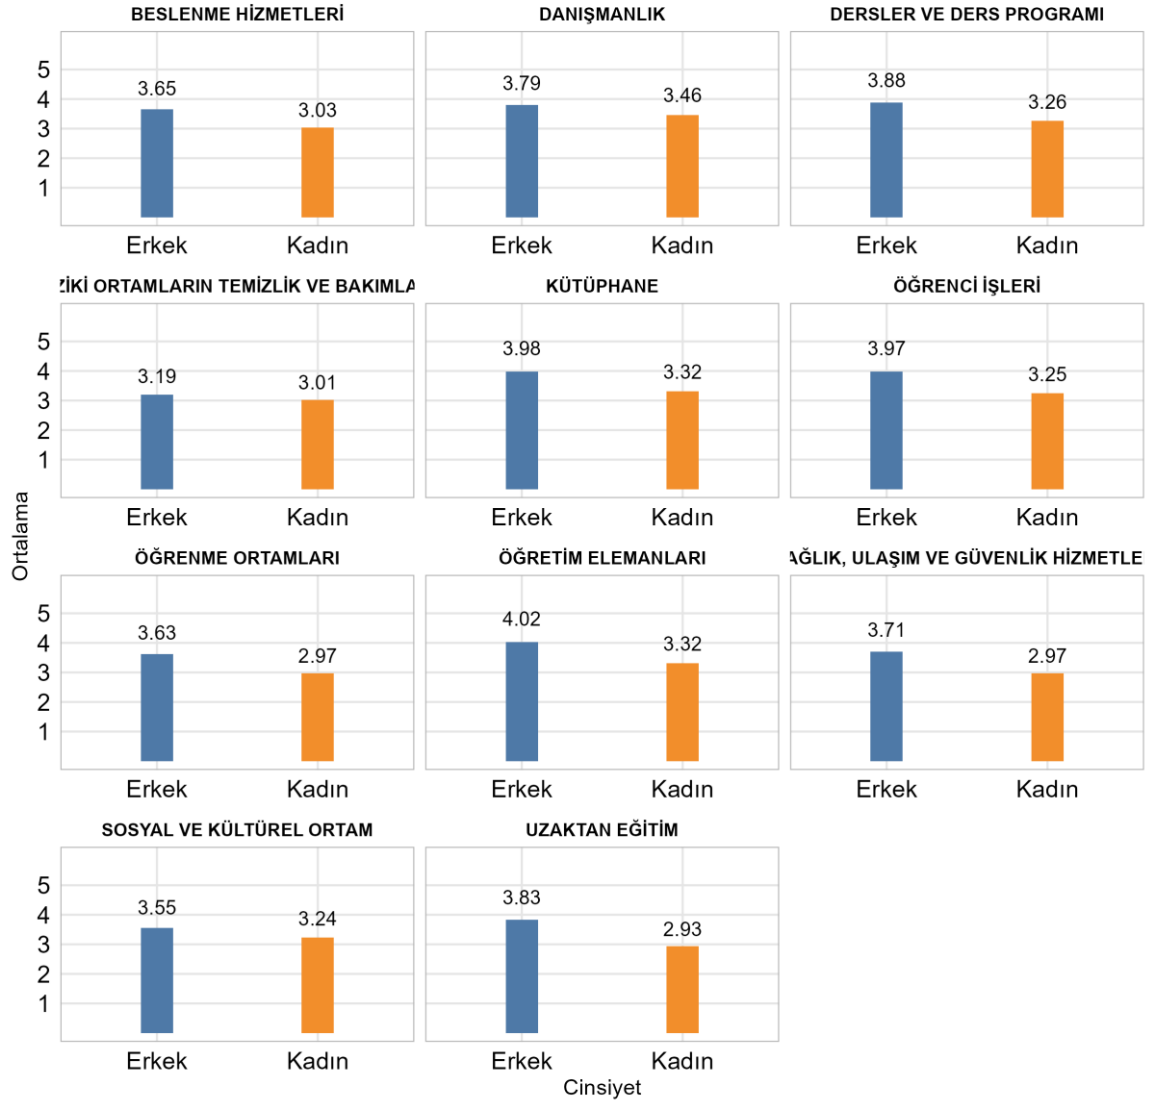 BESLENME HİZMETLERİ
5
4
3
2
1
3.65
3.03
Erkek
Kadın
DANIŞMANLIK
3.79
3.46
Erkek
Kadın
DERSLER VE DERS PROGRAMI
3.88
3.26
Erkek
Kadın
ZİKİ ORTAMLARIN TEMİZLİK VE BAKIMLA
5
4
3
2
1
3.19
3.01
Erkek
Kadın
KÜTÜPHANE
3.98
3.32
Erkek
Kadın
ÖĞRENCİ İŞLERİ
3.97
3.25
Erkek
Kadın
Ortalama
ÖĞRENME ORTAMLARI
5
4
3
2
1
3.63
2.97
Erkek
Kadın
ÖĞRETİM ELEMANLARI
4.02
3.32
Erkek
Kadın
AĞLIK, ULAŞIM VE GÜVENLİK HİZMETLE
3.71
2.97
Erkek
Kadın
SOSYAL VE KÜLTÜREL ORTAM
5
4
3
2
1
3.55
3.24
Erkek
Kadın
UZAKTAN EĞİTİM
3.83
2.93
Erkek
Kadın
Cinsiyet